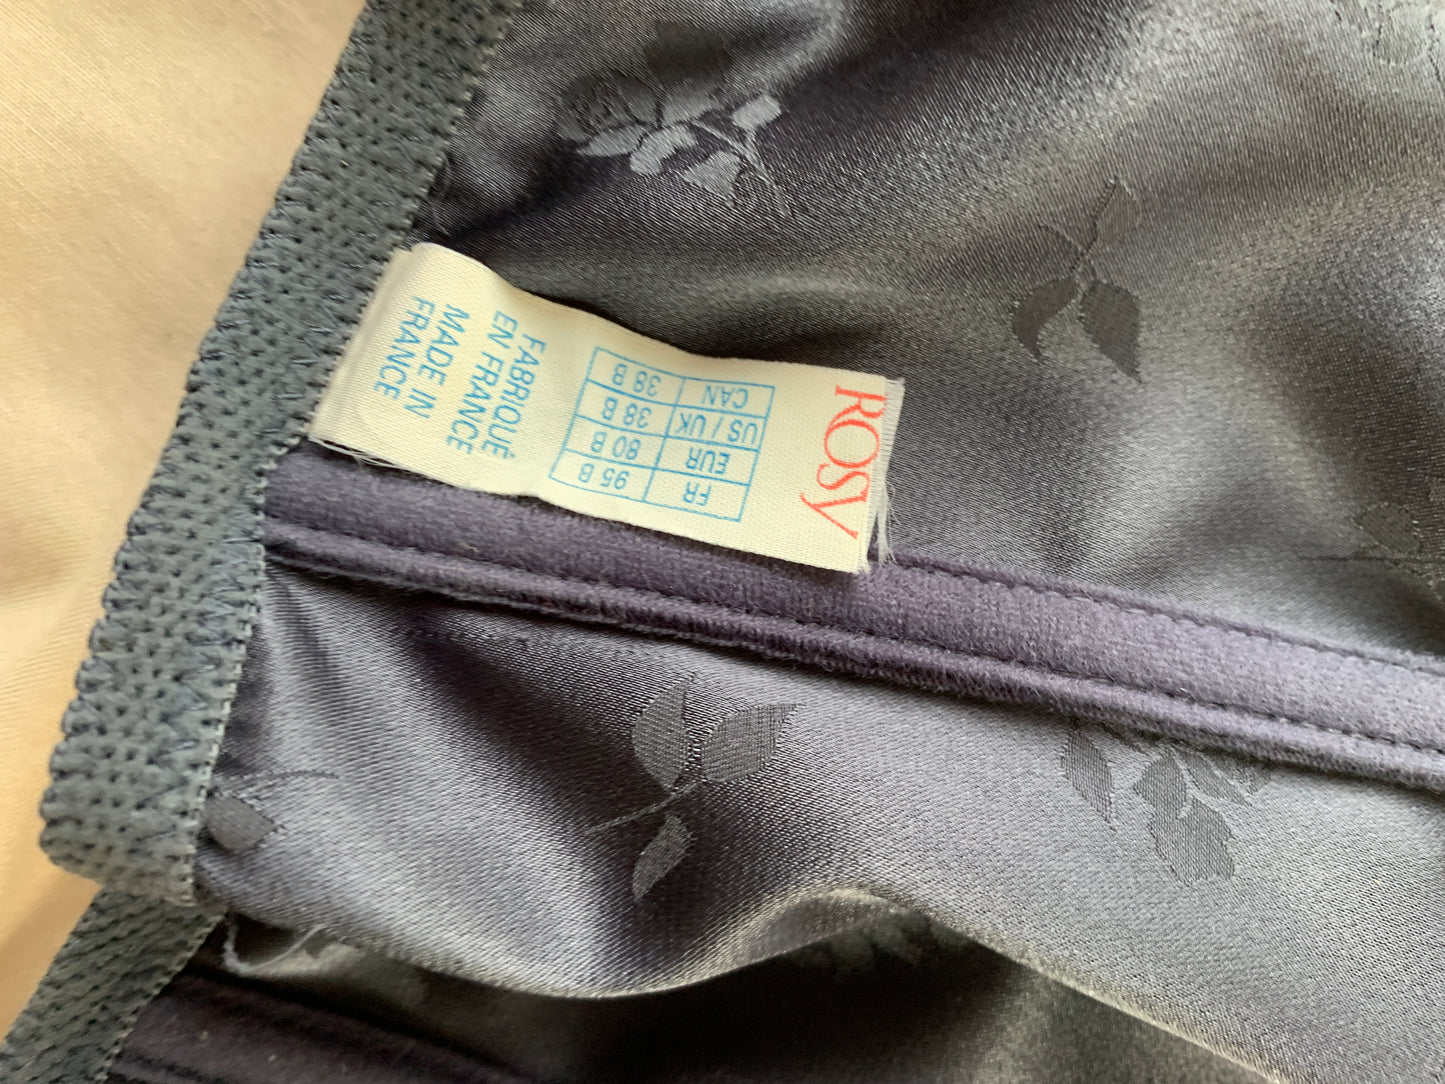 ROSY
FR 95 B
EUR 80 B
US / UK 38 B
CAN 38 B
FABRIQUÉ
EN FRANCE
MADE IN
FRANCE